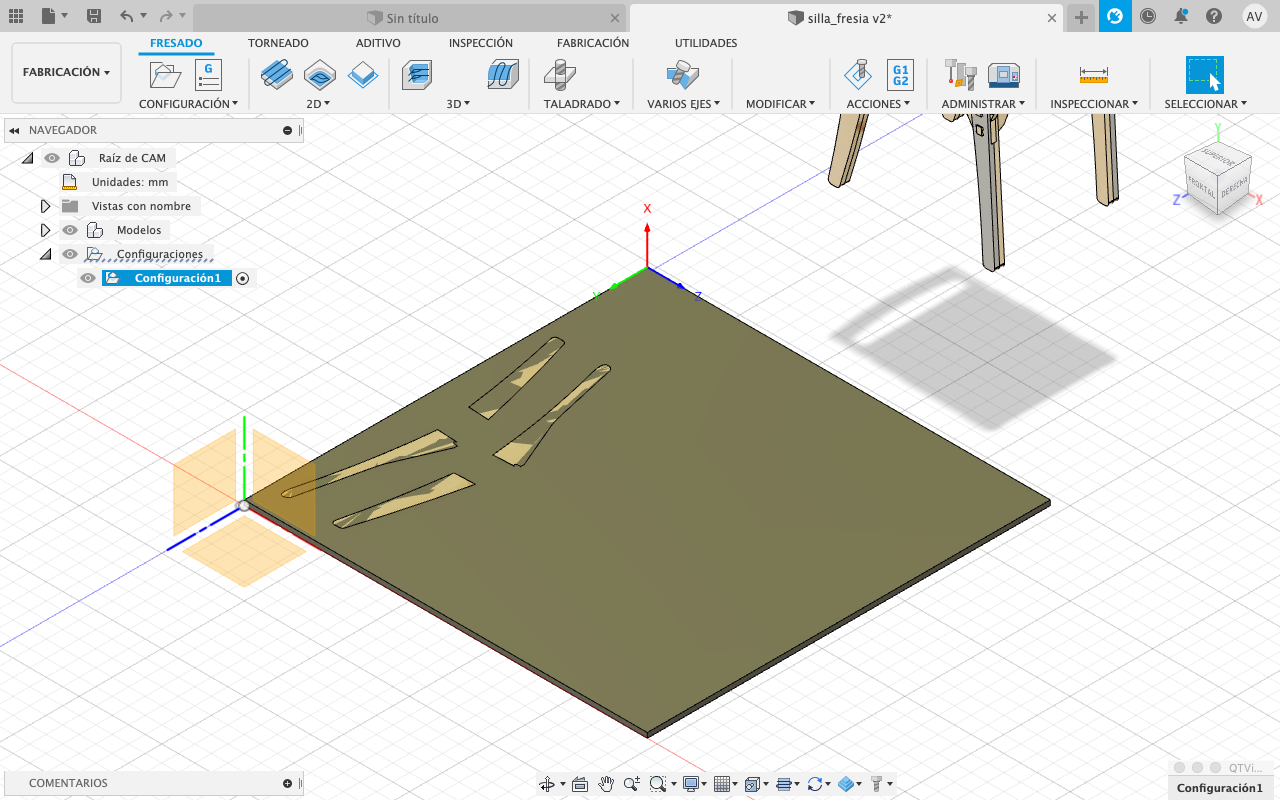 Sin título
silla_fresia v2*
AV
FABRICACIÓN
FRESADO
TORNEADO
ADITIVO
INSPECCIÓN
FABRICACIÓN
UTILIDADES
G
G1
G2
CONFIGURACIÓN
2D
3D
TALADRADO
VARIOS EJES
MODIFICAR
ACCIONES
ADMINISTRAR
INSPECCIONAR
SELECCIONAR
NAVEGADOR
Raíz de CAM
Unidades: mm
Vistas con nombre
Modelos
Configuraciones
Configuración1
X
Y
Z
Y
SUPERIOR
FRONTAL
DERECHA
Z
X
COMENTARIOS
QTVi...
Configuración1